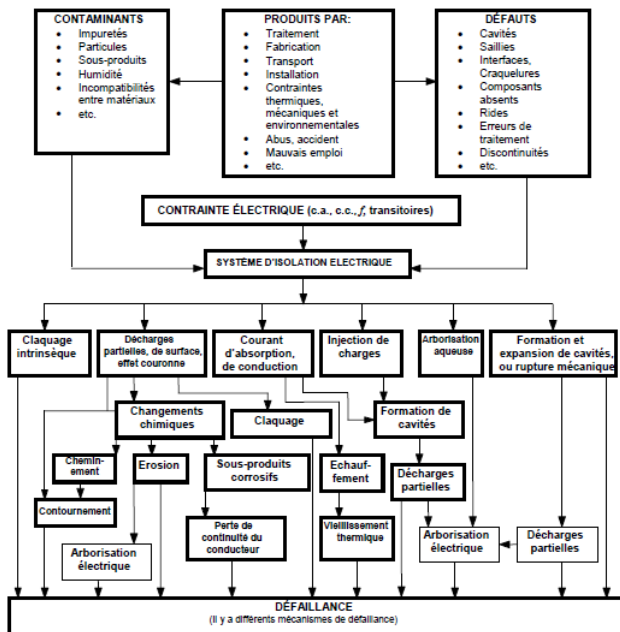 CONTAMINANTS
• Impuretés
• Particules
• Sous-produits
• Humidité
• Incompatibilités
entre matériaux
• etc.
PRODUITS PAR:
• Traitement
• Fabrication
• Transport
• Installation
• Contraintes
thermiques,
mécaniques et
environnementales
• Abus, accident
• Mauvais emploi
• etc.
DÉFAUTS
• Cavités
• Saillies
• Interfaces,
Craquelures
• Composants
absents
• Rides
• Erreurs de
traitement
• Discontinuités
• etc.
CONTRAINTE ÉLECTRIQUE (c.a., c.c., f, transitoires)
SYSTÈME D'ISOLATION ELECTRIQUE
Claquage
intrinsèque
Décharges
partielles, de surface,
effet couronne
Courant
d'absorption,
de conduction
Injection de
charges
Arborisation
aqueuse
Formation et
expansion de cavités,
ou rupture mécanique
Changements
chimiques
Claquage
Formation de
cavités
Chemin-
ement
Erosion
Sous-produits
corrosifs
Echauf-
fement
Décharges
partielles
Contournement
Arborisation
électrique
Perte de
continuité du
conducteur
Vieillissement
thermique
Arborisation
électrique
Décharges
partielles
DÉFAILLANCE
(Il y a différents mécanismes de défaillance)